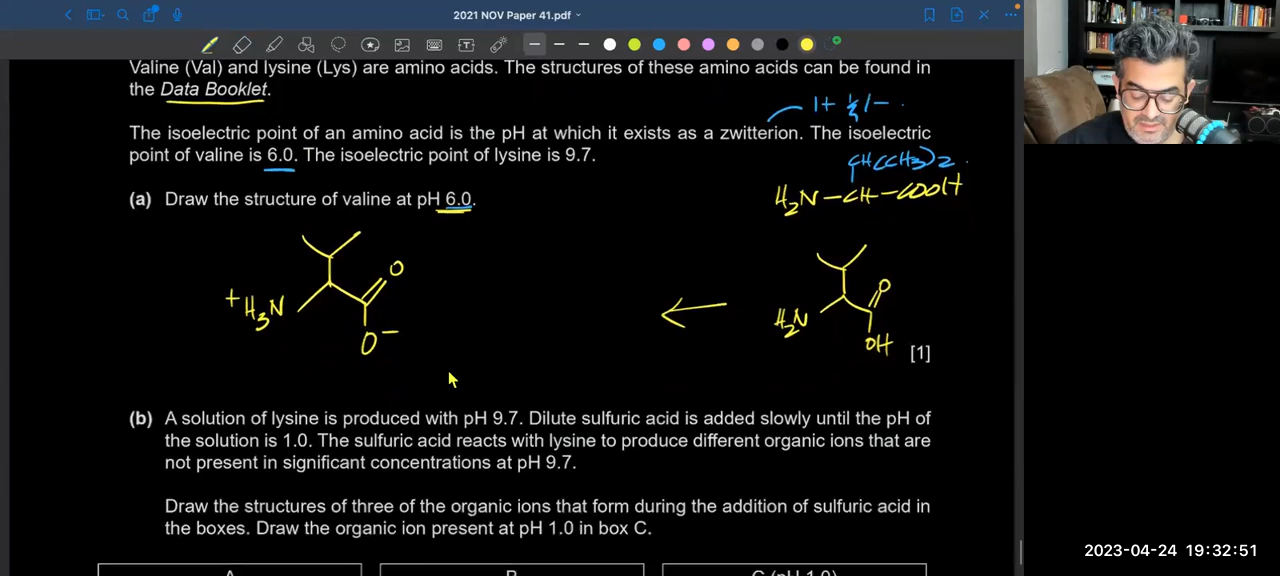 2021 NOV Paper 41.pdf
Valine (Val) and lysine (Lys) are amino acids. The structures of these amino acids can be found in
the Data Booklet.
1+ & 1-
The isoelectric point of an amino acid is the pH at which it exists as a zwitterion. The isoelectric
point of valine is 6.0. The isoelectric point of lysine is 9.7.
CH(CH3)2
(a) Draw the structure of valine at pH 6.0.
H2N-CH-COOH
O
+H3N
O-
O
H2N
OH
[1]
(b) A solution of lysine is produced with pH 9.7. Dilute sulfuric acid is added slowly until the pH of
the solution is 1.0. The sulfuric acid reacts with lysine to produce different organic ions that are
not present in significant concentrations at pH 9.7.
Draw the structures of three of the organic ions that form during the addition of sulfuric acid in
the boxes. Draw the organic ion present at pH 1.0 in box C.
A
B
C (pH 1.0)
2023-04-24 19:32:51